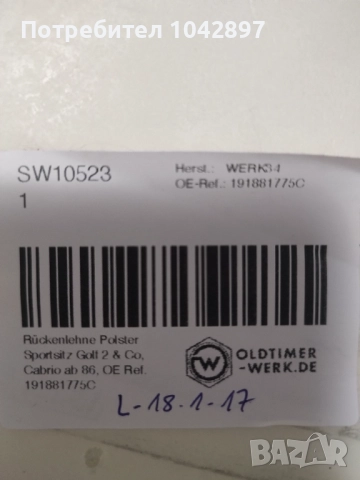 Потребител 1042897
SW10523
1
Herst.: WERK34
OE-Ref.: 191881775C
Rückenlehne Polster
Sportsitz Golf 2 & Co,
Cabrio ab 86, OE Ref.
191881775C
W
OLDTIMER
-WERK.DE
L-18.1-17
BAZAR